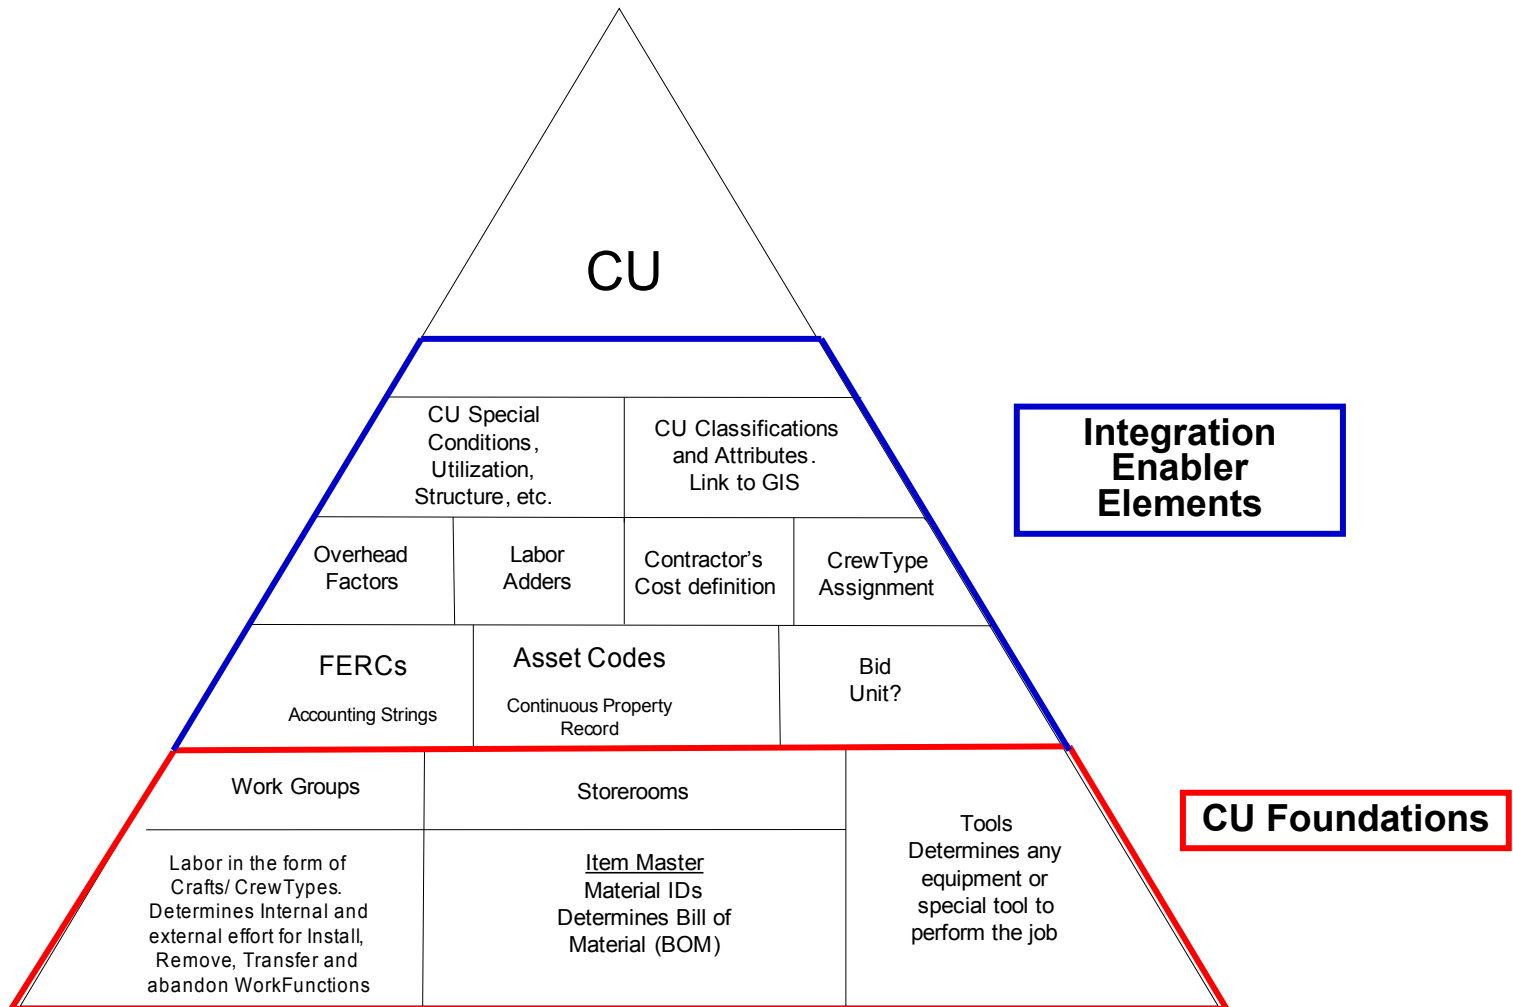 CU
CU Special
Conditions,
Utilization,
Structure, etc.
CU Classifications
and Attributes.
Link to GIS
Integration
Enabler
Elements
Overhead
Factors
Labor
Adders
Contractor's
Cost definition
CrewType
Assignment
FERCs
Accounting Strings
Asset Codes
Continuous Property
Record
Bid
Unit?
Work Groups
Storerooms
Tools
Determines any
equipment or
special tool to
perform the job
CU Foundations
Labor in the form of
Crafts/ CrewTypes.
Determines Internal and
external effort for Install,
Remove, Transfer and
abandon WorkFunctions
Item Master
Material IDs
Determines Bill of
Material (BOM)